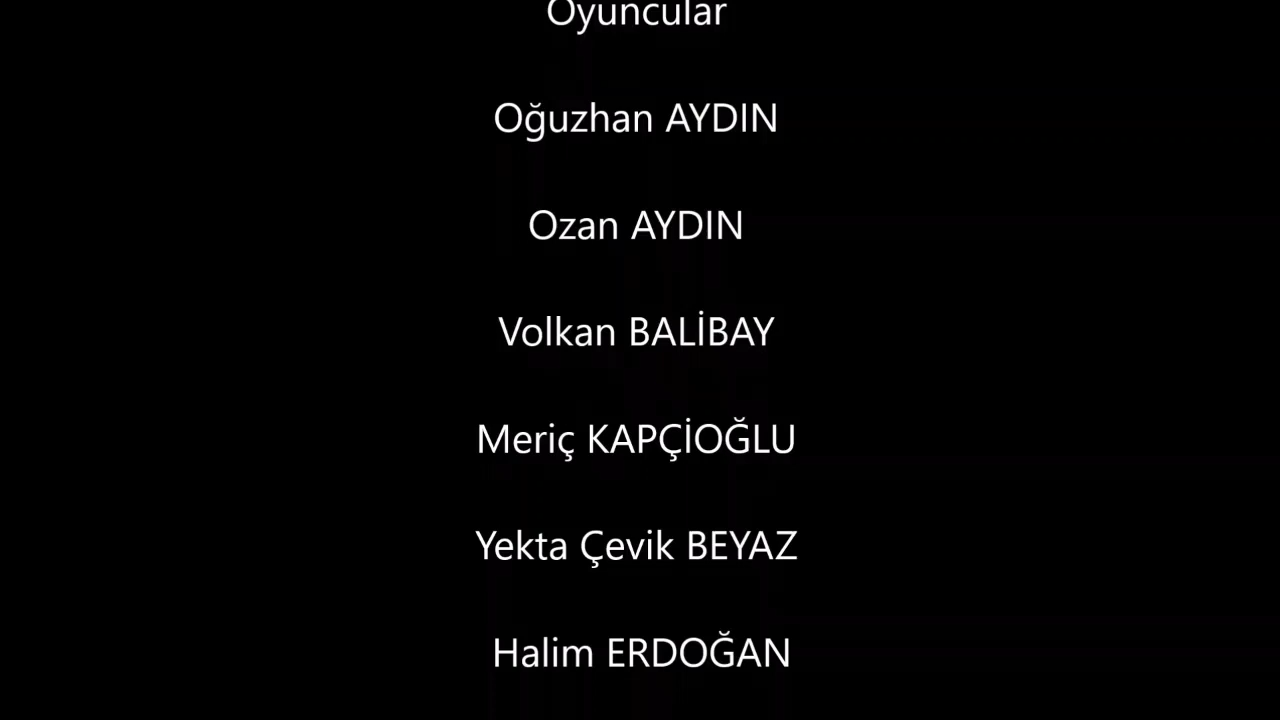 Oyuncular
Oğuzhan AYDIN
Ozan AYDIN
Volkan BALİBAY
Meriç KAPÇİOĞLU
Yekta Çevik BEYAZ
Halim ERDOĞAN